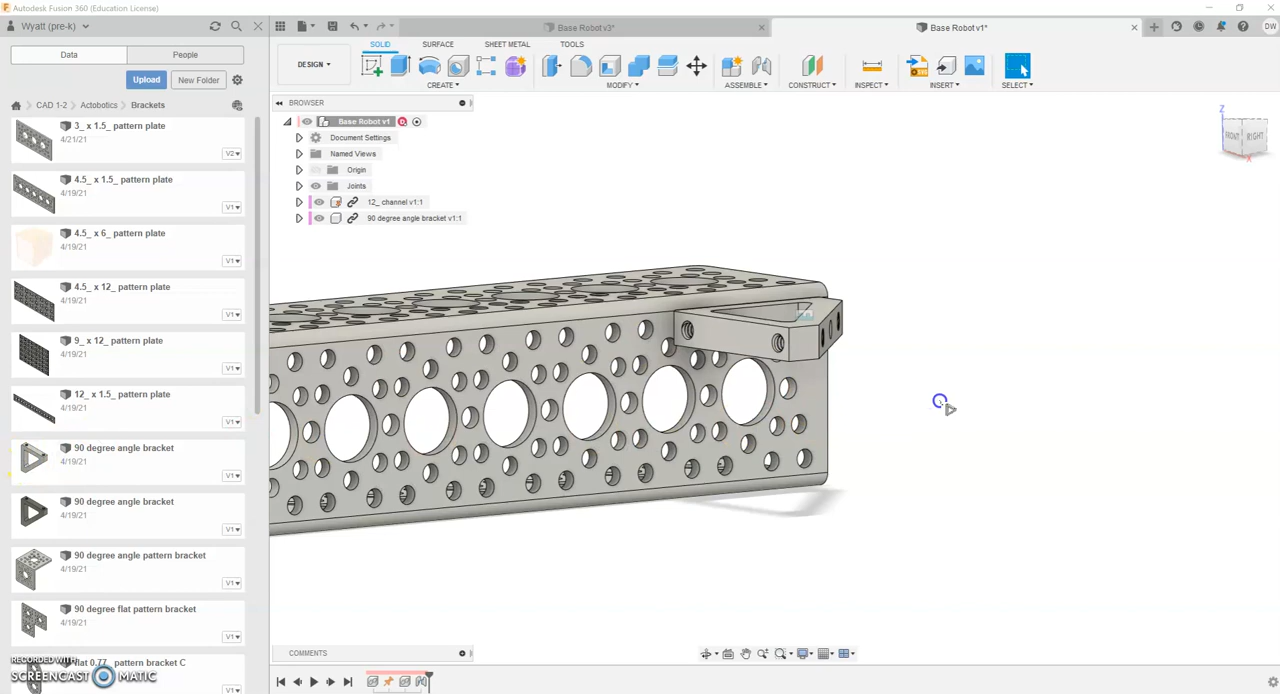 Autodesk Fusion 360 (Education License)
Wyatt (pre-k)
Base Robot v3*
Base Robot v1*
DW
Data
People
SOLID
SURFACE
SHEET METAL
TOOLS
Upload
New Folder
DESIGN
CREATE
MODIFY
ASSEMBLE
CONSTRUCT
INSPECT
INSERT
SELECT
CAD 1-2 > Actobotics > Brackets
BROWSER
Base Robot v1
Document Settings
Named Views
Origin
Joints
12_ channel v1:1
90 degree angle bracket v1:1
Z
FRONT
RIGHT
X
3_ x 1.5_ pattern plate
4/21/21
V2
4.5_ x 1.5_ pattern plate
4/19/21
V1
4.5_ x 6_ pattern plate
4/19/21
V1
4.5_ x 12_ pattern plate
4/19/21
V1
9_ x 12_ pattern plate
4/19/21
V1
12_ x 1.5_ pattern plate
4/19/21
V1
90 degree angle bracket
4/19/21
V1
90 degree angle bracket
4/19/21
V1
90 degree angle pattern bracket
4/19/21
V1
90 degree flat pattern bracket
4/19/21
V1
flat 0.77_ pattern bracket C
V1
RECORDED WITH
SCREENCAST MATIC
COMMENTS